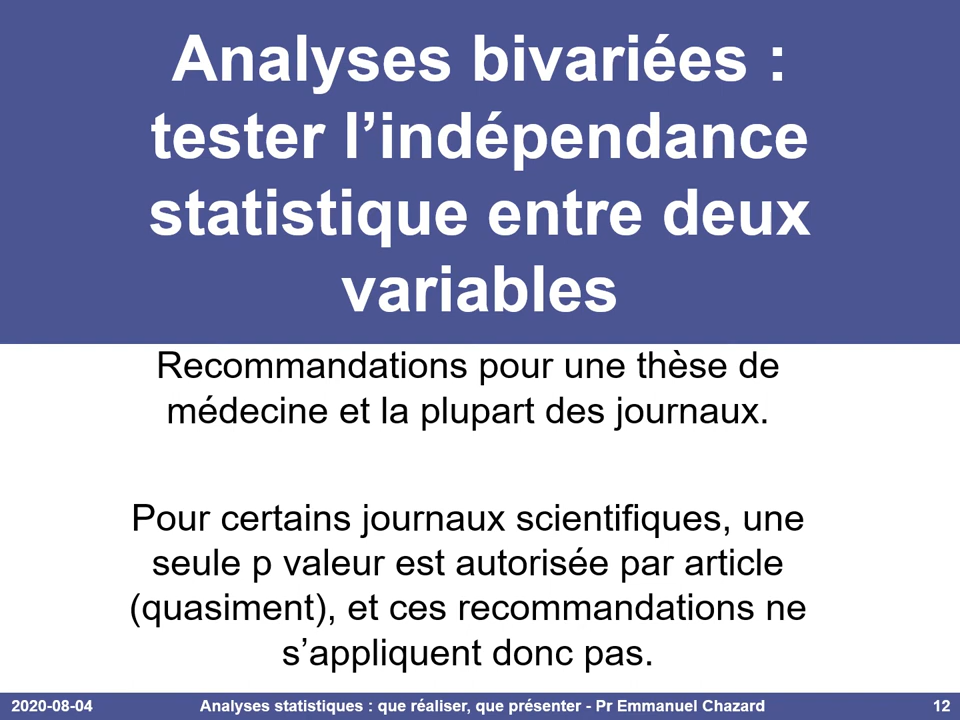 Analyses bivariées :
tester l’indépendance
statistique entre deux
variables
Recommandations pour une thèse de
médecine et la plupart des journaux.
Pour certains journaux scientifiques, une
seule p valeur est autorisée par article
(quasiment), et ces recommandations ne
s’appliquent donc pas.
2020-08-04 Analyses statistiques : que réaliser, que présenter - Pr Emmanuel Chazard 12